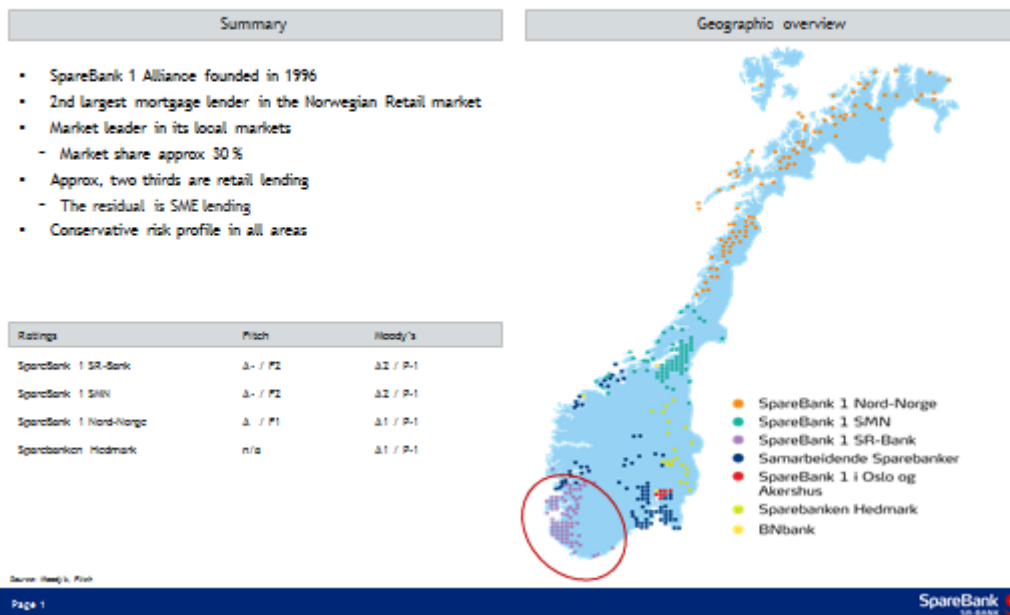 Summary
• SpareBank 1 Alliance founded in 1996
• 2nd largest mortgage lender in the Norwegian Retail market
• Market leader in its local markets
– Market share approx 30 %
• Approx, two thirds are retail lending
– The residual is SME lending
• Conservative risk profile in all areas
Ratings Fitch Moody's
SpareBank 1 SR-Bank A- / F2 A2 / P-1
SpareBank 1 SMN A- / F2 A2 / P-1
SpareBank 1 Nord-Norge A / F1 A1 / P-1
Sparebanken Hedmark n/a A1 / P-1
Geographic overview
SpareBank 1 Nord-Norge
SpareBank 1 SMN
SpareBank 1 SR-Bank
Samarbeidende Sparebanker
SpareBank 1 i Oslo og
Akershus
Sparebanken Hedmark
BNbank
Source: Moody's, Fitch
Page 1
SpareBank
SR-BANK